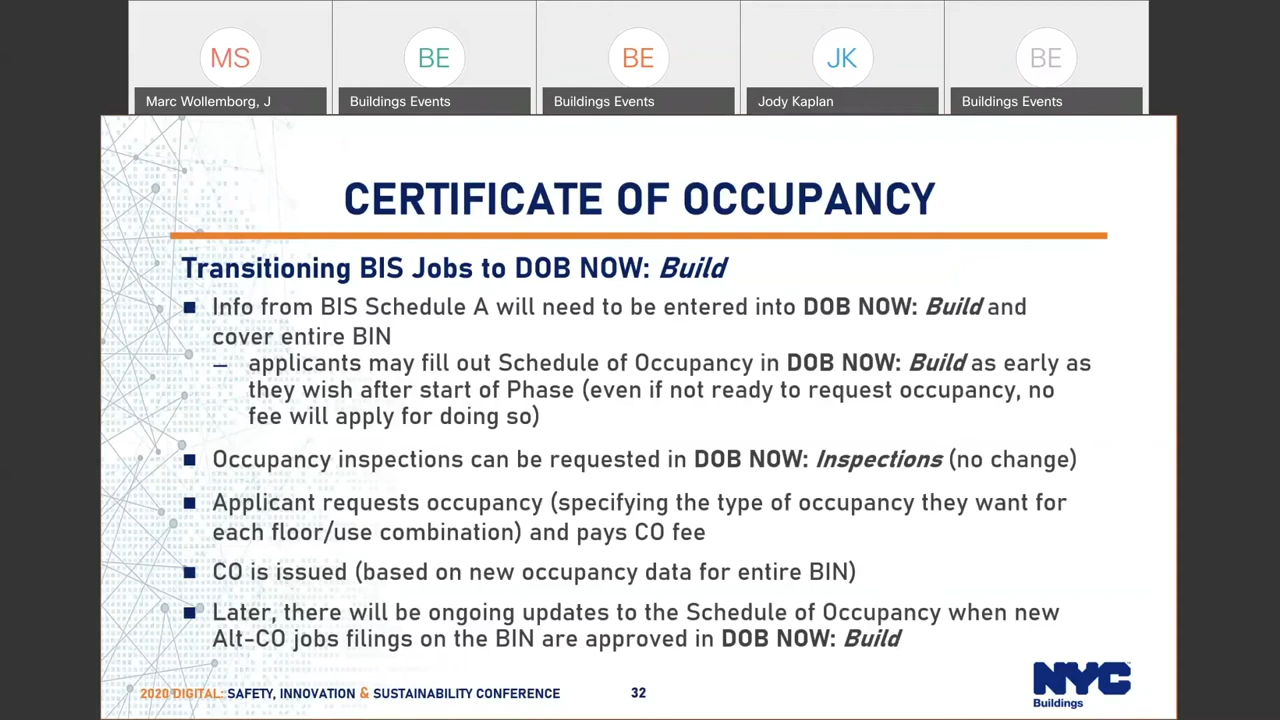 MS
BE
BE
JK
BE
Marc Wollemborg, J
Buildings Events
Buildings Events
Jody Kaplan
Buildings Events
CERTIFICATE OF OCCUPANCY
Transitioning BIS Jobs to DOB NOW: Build
Info from BIS Schedule A will need to be entered into DOB NOW: Build and
cover entire BIN
– applicants may fill out Schedule of Occupancy in DOB NOW: Build as early as
they wish after start of Phase (even if not ready to request occupancy, no
fee will apply for doing so)
Occupancy inspections can be requested in DOB NOW: Inspections (no change)
Applicant requests occupancy (specifying the type of occupancy they want for
each floor/use combination) and pays CO fee
CO is issued (based on new occupancy data for entire BIN)
Later, there will be ongoing updates to the Schedule of Occupancy when new
Alt-CO jobs filings on the BIN are approved in DOB NOW: Build
2020 DIGITAL: SAFETY, INNOVATION & SUSTAINABILITY CONFERENCE
32
NYC
Buildings